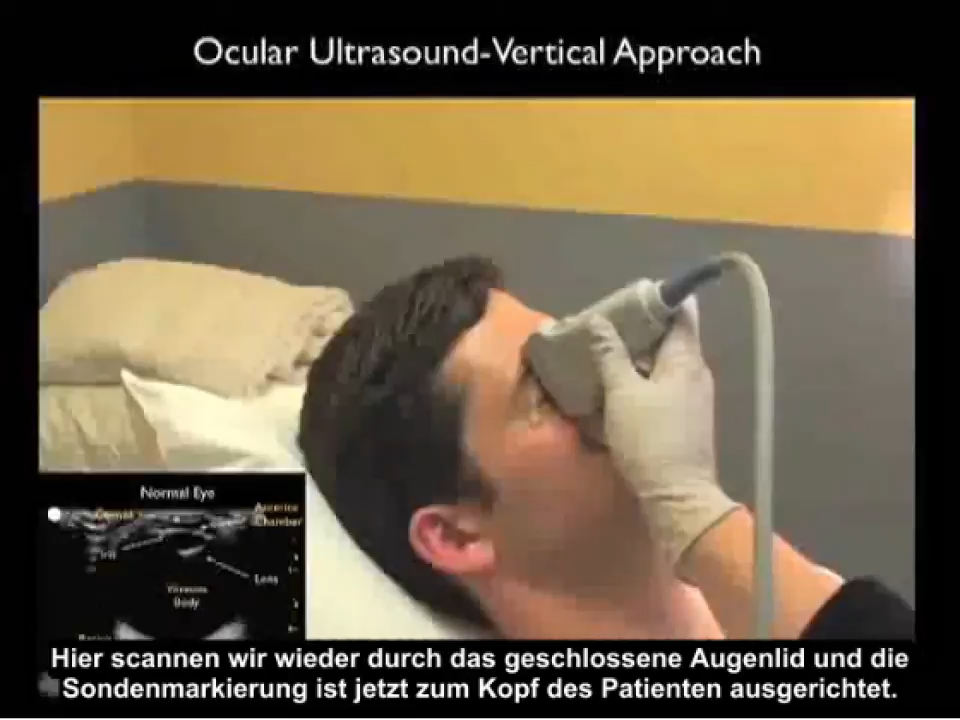 Ocular Ultrasound-Vertical Approach
Normal Eye
Anterior
Chamber
Iris
Lens
Vitreous
Body
Hier scannen wir wieder durch das geschlossene Augenlid und die
Sondenmarkierung ist jetzt zum Kopf des Patienten ausgerichtet.